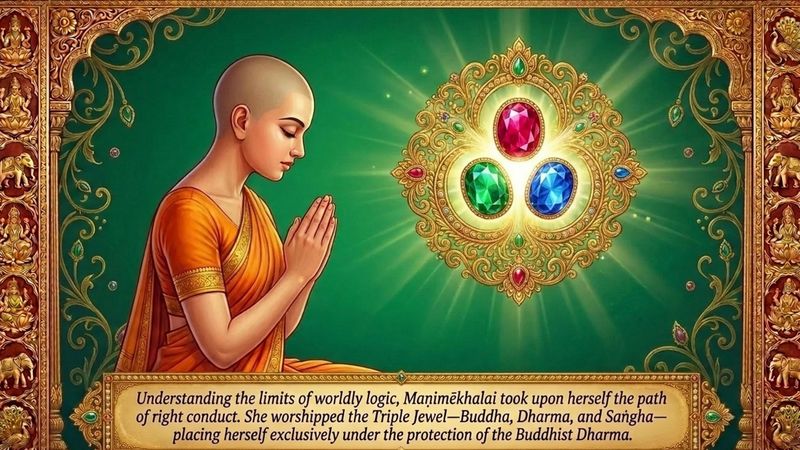 Understanding the limits of worldly logic, Maṇimēkhalai took upon herself the path
of right conduct. She worshipped the Triple Jewel—Buddha, Dharma, and Saṅgha—
placing herself exclusively under the protection of the Buddhist Dharma.